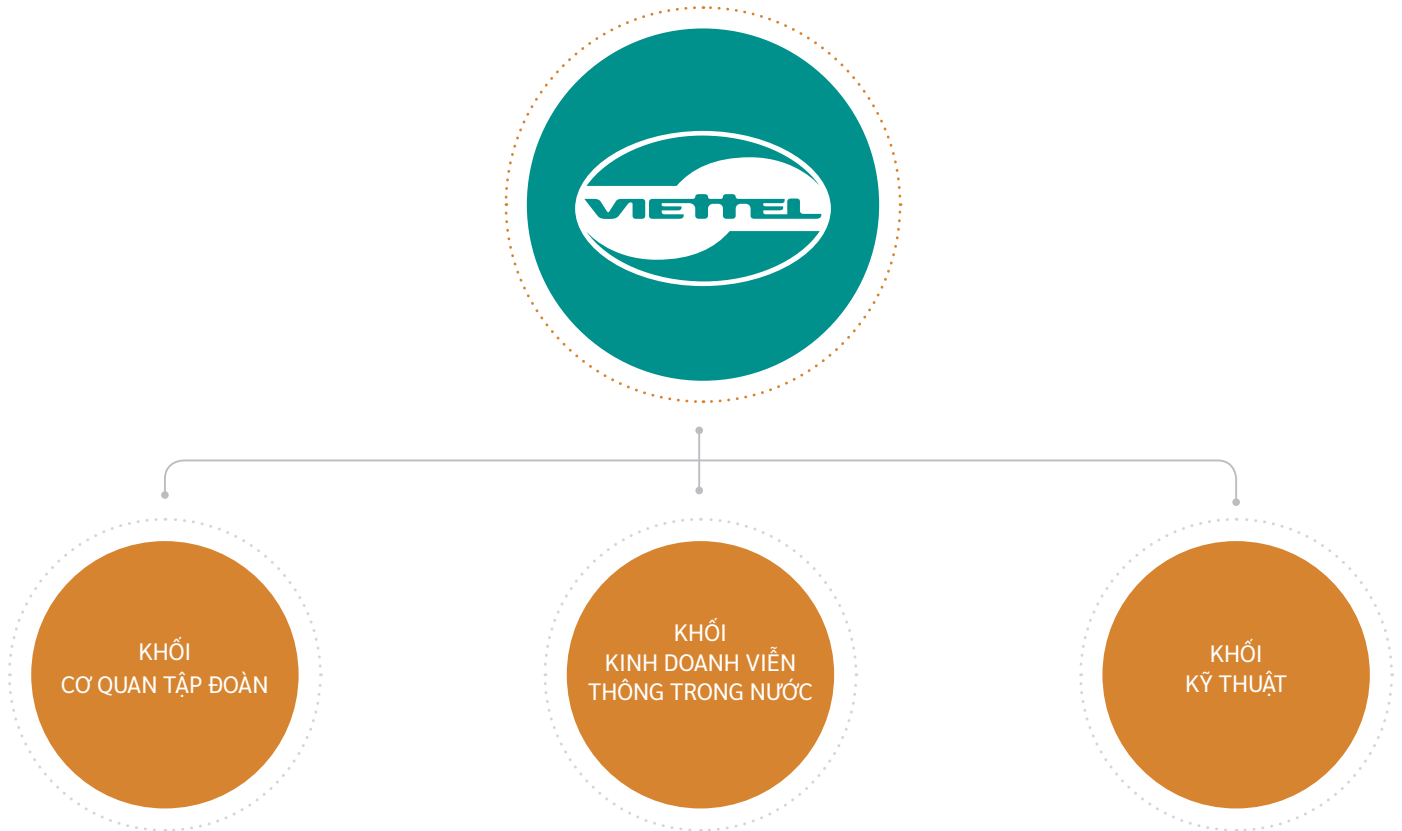 VIETTEL
KHỐI
CƠ QUAN TẬP ĐOÀN
KHỐI
KINH DOANH VIỄN
THÔNG TRONG NƯỚC
KHỐI
KỸ THUẬT